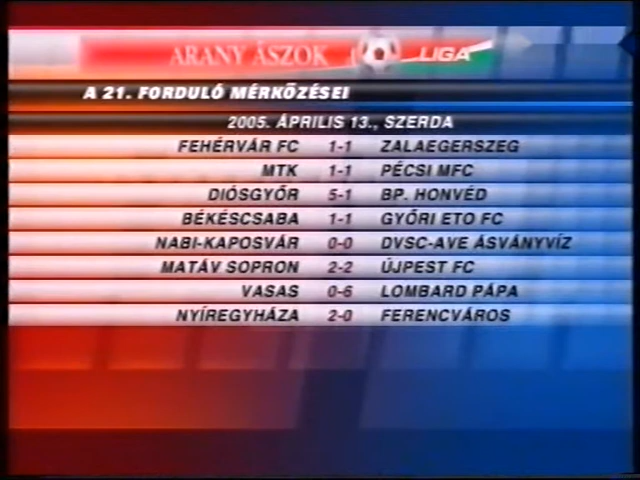 ARANY ÁSZOK LIGA
A 21. FORDULÓ MÉRKŐZÉSEI
2005. ÁPRILIS 13., SZERDA
FEHÉRVÁR FC 1-1 ZALAEGERSZEG
MTK 1-1 PÉCSI MFC
DIÓSGYŐR 5-1 BP. HONVÉD
BÉKÉSCSABA 1-1 GYŐRI ETO FC
NABI-KAPOSVÁR 0-0 DVSC-AVE ÁSVÁNYVÍZ
MATÁV SOPRON 2-2 ÚJPEST FC
VASAS 0-6 LOMBARD PÁPA
NYÍREGYHÁZA 2-0 FERENCVÁROS